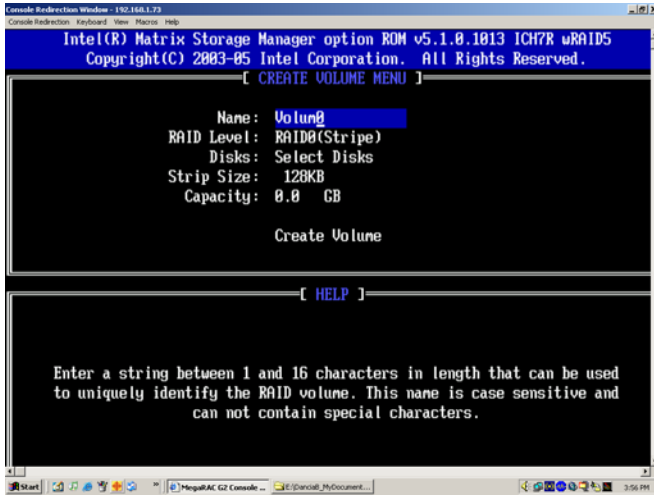 Console Redirection Window - 192.168.1.73
Console Redirection Keyboard View Macros Help
Intel(R) Matrix Storage Manager option ROM v5.1.0.1013 ICH7R wRAID5
Copyright(C) 2003-05 Intel Corporation. All Rights Reserved.
[ CREATE VOLUME MENU ]
Name: Volum0
RAID Level: RAID0(Stripe)
Disks: Select Disks
Strip Size: 128KB
Capacity: 0.0 GB
Create Volume
[ HELP ]
Enter a string between 1 and 16 characters in length that can be used
to uniquely identify the RAID volume. This name is case sensitive and
can not contain special characters.
Start » MegaRAC G2 Console ... E:\DanciaB_MyDocument... 3:56 PM